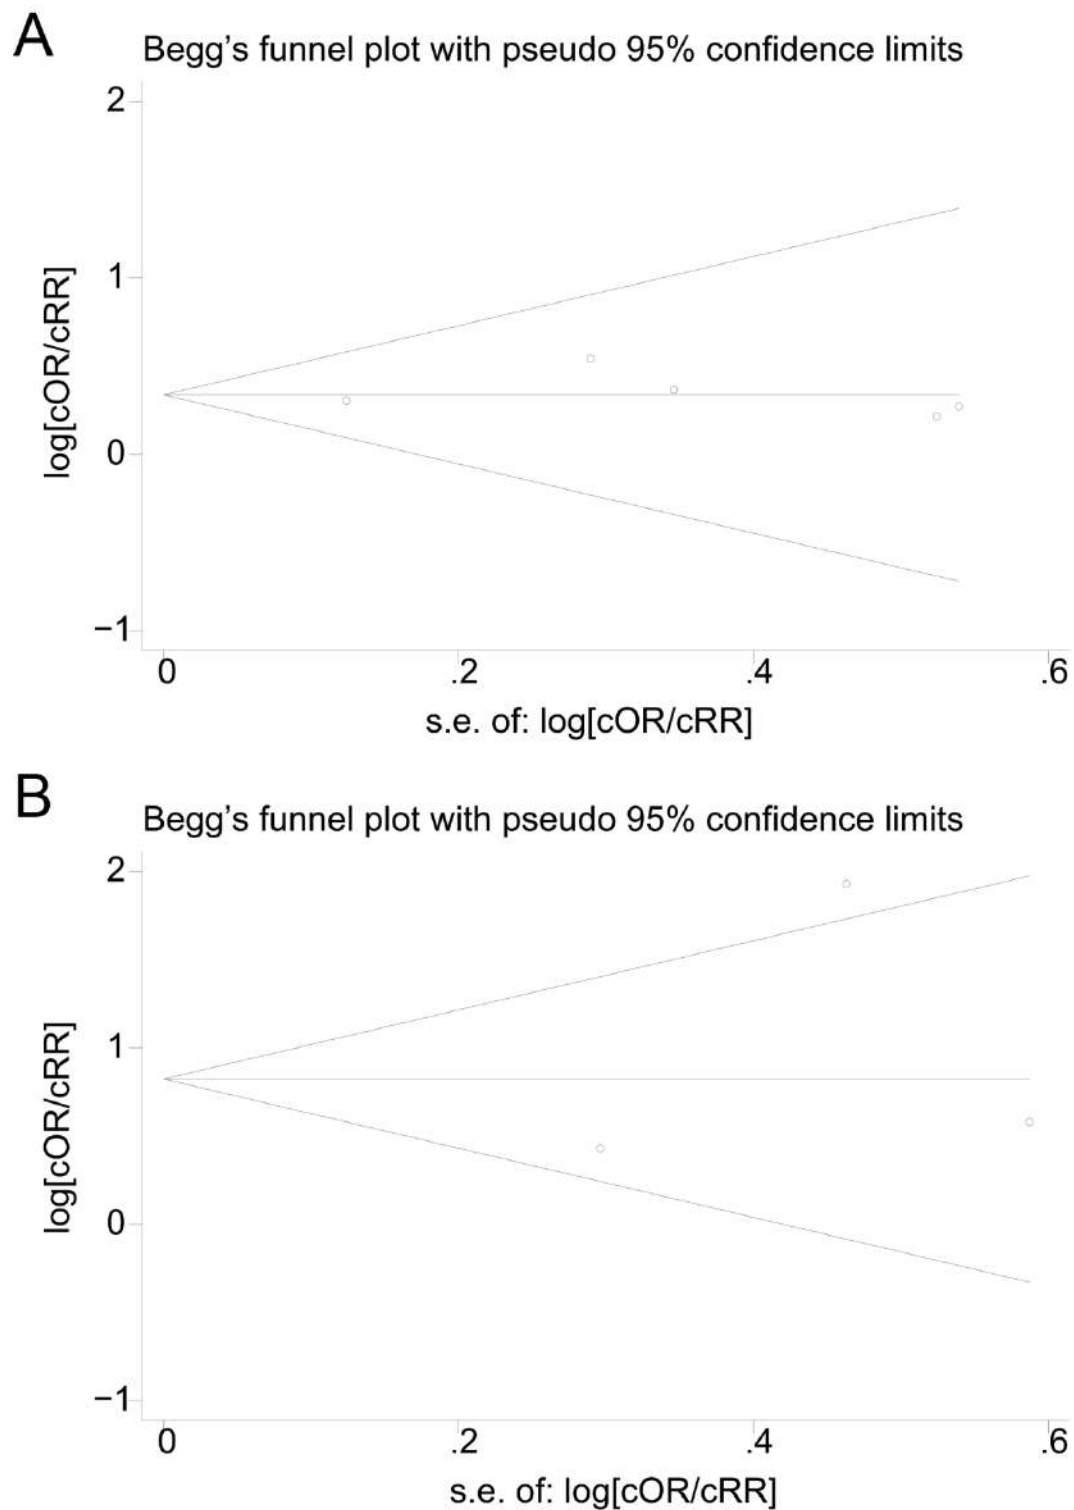 A
Begg’s funnel plot with pseudo 95% confidence limits
2
1
0
−1
log[cOR/cRR]
0 .2 .4 .6
s.e. of: log[cOR/cRR]
B
Begg’s funnel plot with pseudo 95% confidence limits
2
1
0
−1
log[cOR/cRR]
0 .2 .4 .6
s.e. of: log[cOR/cRR]